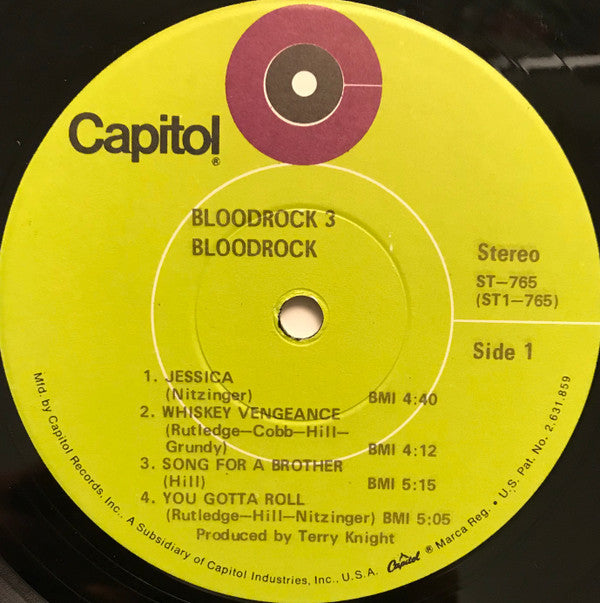 Capitol®
BLOODROCK 3
BLOODROCK
Stereo
ST-765
(ST1-765)
Side 1
1. JESSICA
(Nitzinger) BMI 4:40
2. WHISKEY VENGEANCE
(Rutledge-Cobb-Hill-
Grundy) BMI 4:12
3. SONG FOR A BROTHER
(Hill) BMI 5:15
4. YOU GOTTA ROLL
(Rutledge-Hill-Nitzinger) BMI 5:05
Produced by Terry Knight
Mfd. by Capitol Records, Inc., A Subsidiary of Capitol Industries, Inc., U.S.A. Capitol ® Marca Reg. • U.S. Pat. No. 2,631,859